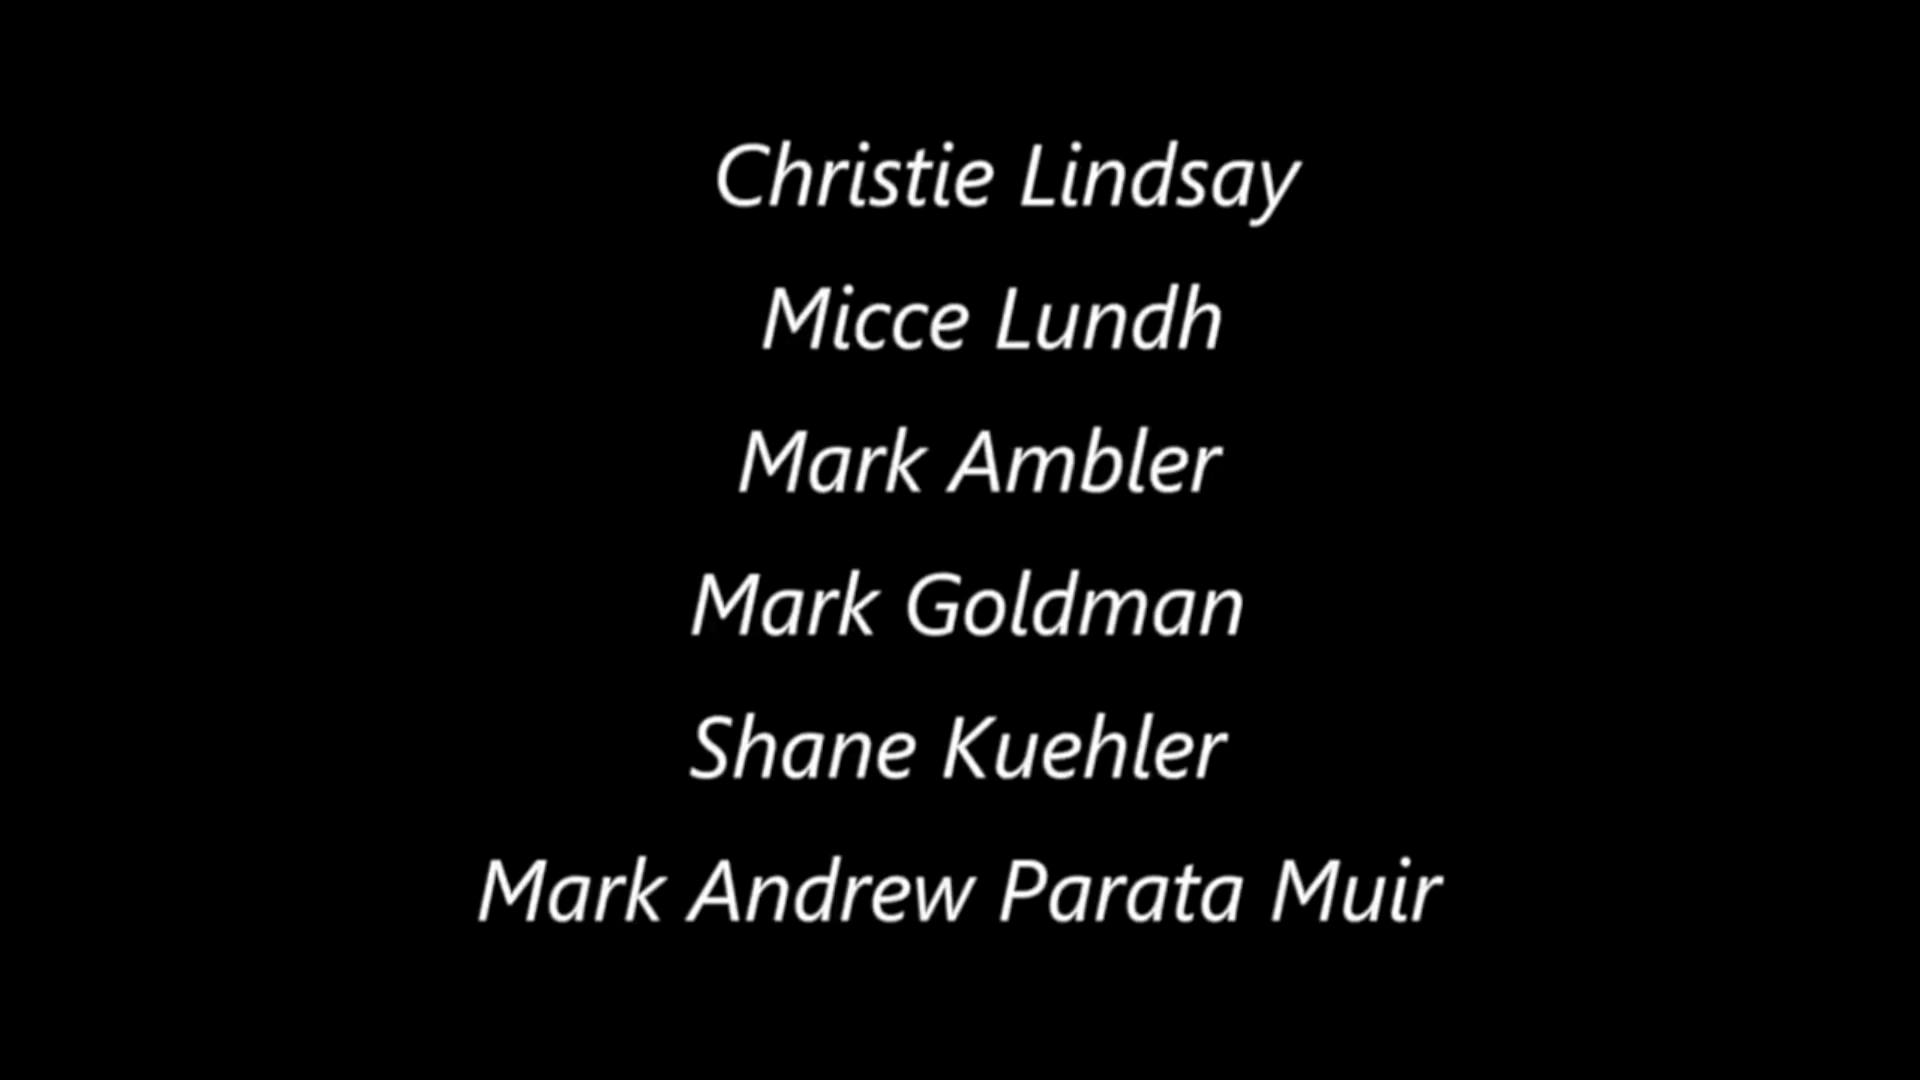 Christie Lindsay
Micce Lundh
Mark Ambler
Mark Goldman
Shane Kuehler
Mark Andrew Parata Muir